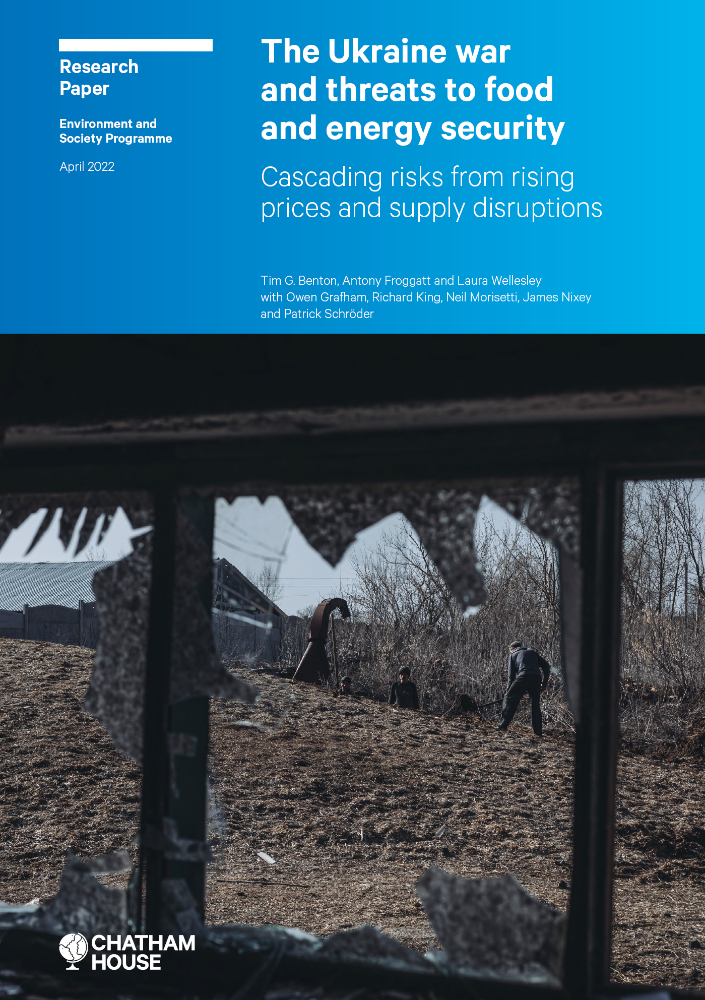 Research
Paper
Environment and
Society Programme
April 2022
The Ukraine war
and threats to food
and energy security
Cascading risks from rising
prices and supply disruptions
Tim G. Benton, Antony Froggatt and Laura Wellesley
with Owen Grafham, Richard King, Neil Morisetti, James Nixey
and Patrick Schröder
CHATHAM
HOUSE